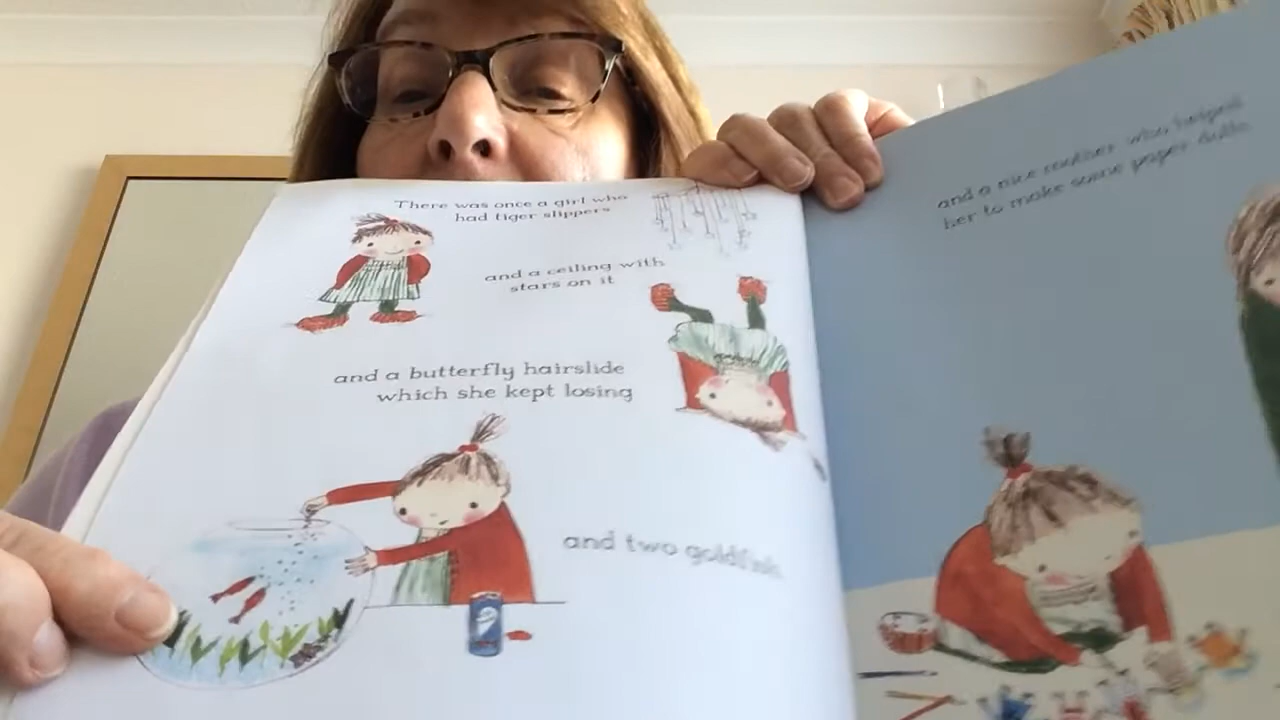 There was once a girl who
had tiger slippers
and a ceiling with
stars on it
and a butterfly hairslide
which she kept losing
and two goldfish
and a nice mother who helped
her to make some paper dolls